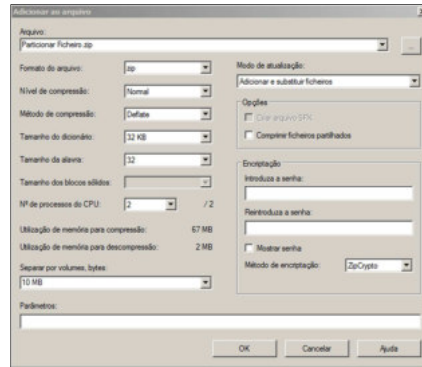 Adicionar ao arquivo
Arquivo:
Particionar Ficheiro.zip
...
Formato do arquivo: zip
Nível de compressão: Normal
Método de compressão: Deflate
Tamanho do dicionário: 32 KB
Tamanho da alavra: 32
Tamanho dos blocos sólidos:
Nº de processos do CPU: 2 / 2
Utilização de memória para compressão: 67 MB
Utilização de memória para descompressão: 2 MB
Separar por volumes, bytes:
10 MB
Modo de atualização:
Adicionar e substituir ficheiros
Opções
Criar arquivo SFX
Comprimir ficheiros partilhados
Encriptação
Introduza a senha:
Reintroduza a senha:
Mostrar senha
Método de encriptação: ZipCrypto
Parâmetros:
OK Cancelar Ajuda